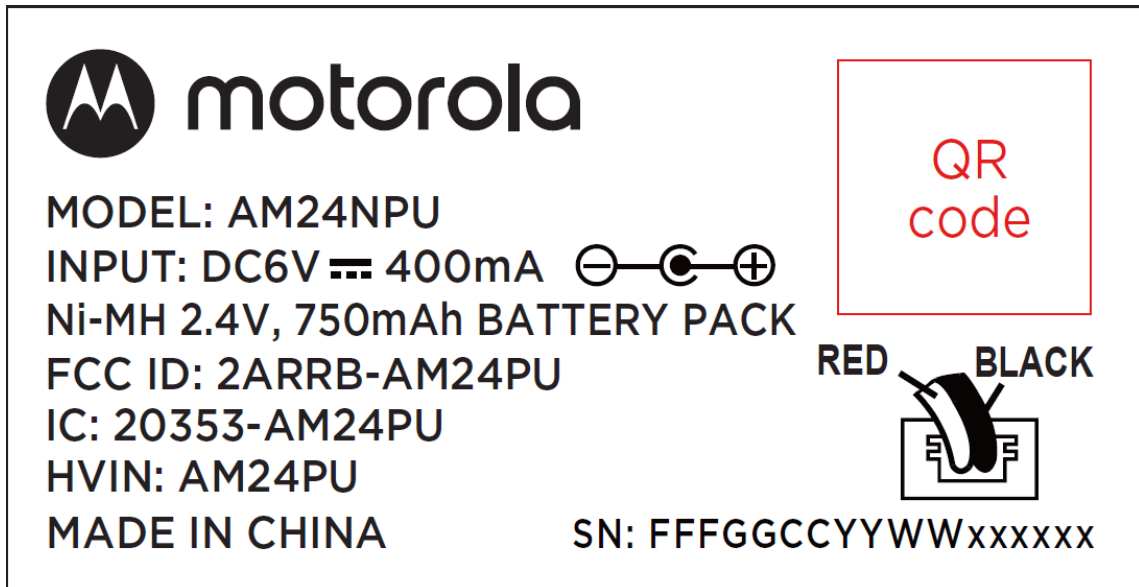 motorola
QR
code
MODEL: AM24NPU
INPUT: DC6V ⎓ 400mA
Ni-MH 2.4V, 750mAh BATTERY PACK
FCC ID: 2ARRB-AM24PU
RED BLACK
IC: 20353-AM24PU
HVIN: AM24PU
MADE IN CHINA
SN: FFFGGCCYYWWxxxxxx